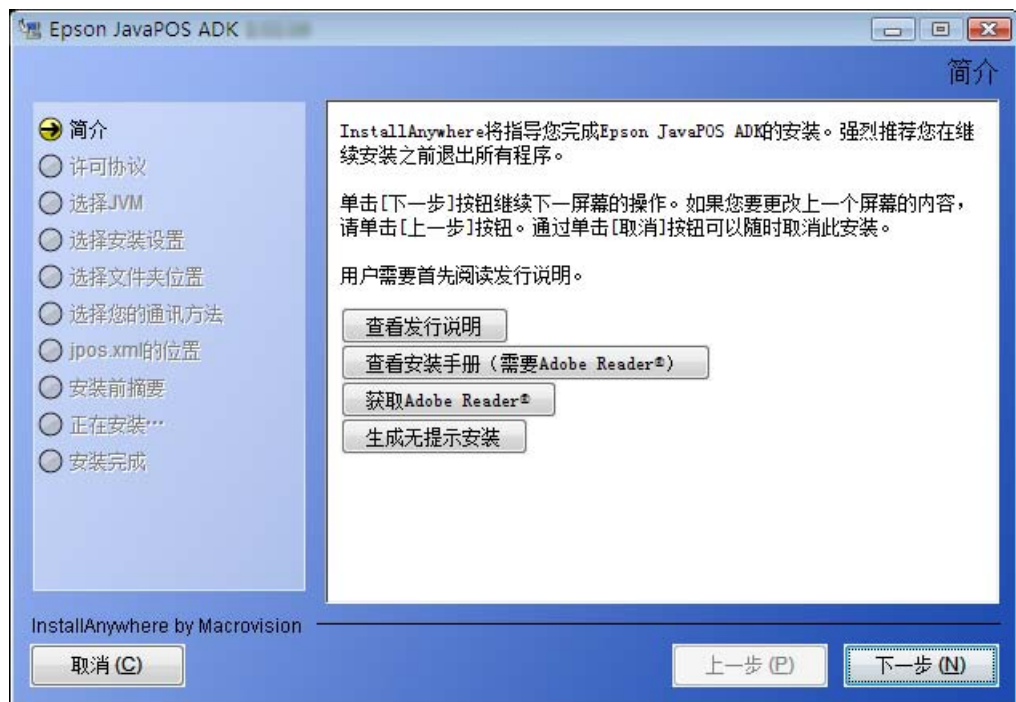 Epson JavaPOS ADK
简介
简介
许可协议
选择JVM
选择安装设置
选择文件夹位置
选择您的通讯方法
jpos.xml的位置
安装前摘要
正在安装…
安装完成
InstallAnywhere将指导您完成Epson JavaPOS ADK的安装。强烈推荐您在继
续安装之前退出所有程序。
单击[下一步]按钮继续下一屏幕的操作。如果您要更改上一个屏幕的内容，
请单击[上一步]按钮。通过单击[取消]按钮可以随时取消此安装。
用户需要首先阅读发行说明。
查看发行说明
查看安装手册（需要Adobe Reader®）
获取Adobe Reader®
生成无提示安装
InstallAnywhere by Macrovision
取消 (C)
上一步 (P)
下一步 (N)